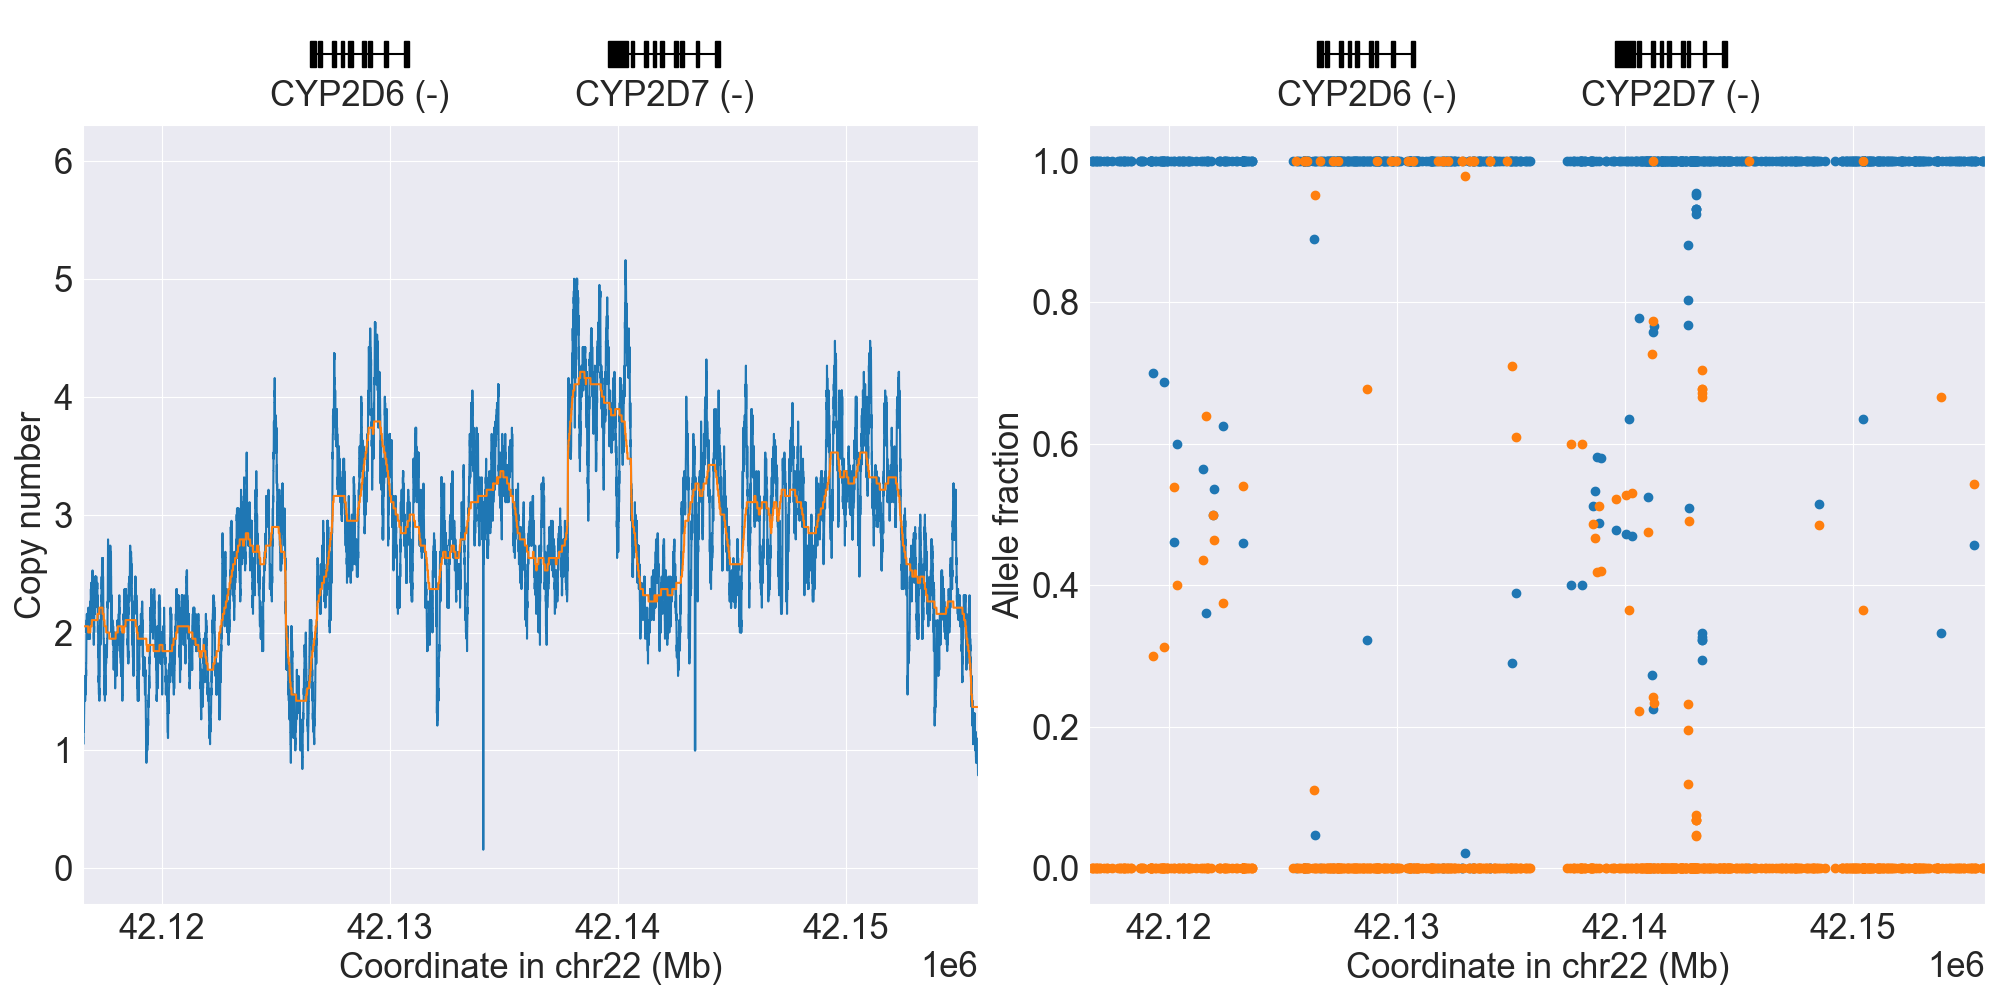 CYP2D6 (-) CYP2D7 (-)
6
5
4
3
2
1
0
Copy number
42.12 42.13 42.14 42.15
Coordinate in chr22 (Mb)
1e6
CYP2D6 (-) CYP2D7 (-)
1.0
0.8
0.6
0.4
0.2
0.0
Allele fraction
42.12 42.13 42.14 42.15
Coordinate in chr22 (Mb)
1e6